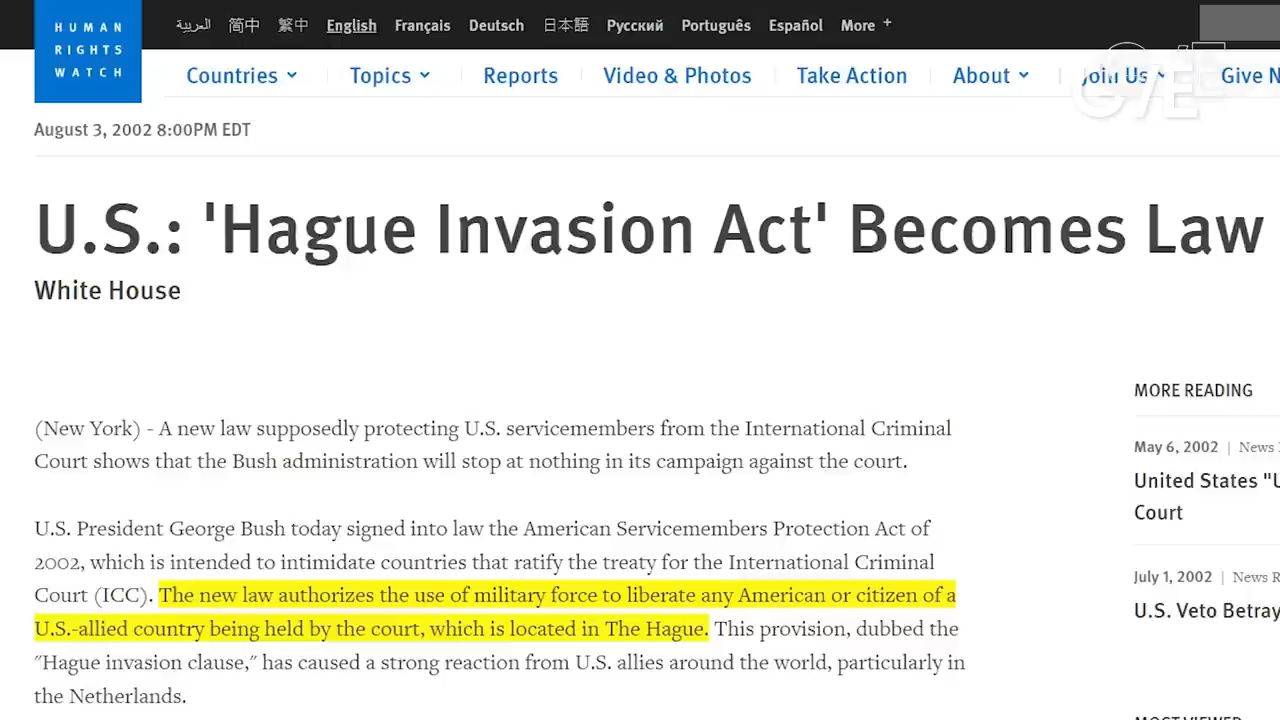 HUMAN
RIGHTS
WATCH
العربية 简中 繁中 English Français Deutsch 日本語 Русский Português Español More +
Countries Topics Reports Video & Photos Take Action About Join Us Give N
August 3, 2002 8:00PM EDT
U.S.: 'Hague Invasion Act' Becomes Law
White House
(New York) - A new law supposedly protecting U.S. servicemembers from the International Criminal
Court shows that the Bush administration will stop at nothing in its campaign against the court.
U.S. President George Bush today signed into law the American Servicemembers Protection Act of
2002, which is intended to intimidate countries that ratify the treaty for the International Criminal
Court (ICC). The new law authorizes the use of military force to liberate any American or citizen of a
U.S.-allied country being held by the court, which is located in The Hague. This provision, dubbed the
"Hague invasion clause," has caused a strong reaction from U.S. allies around the world, particularly in
the Netherlands.
MORE READING
May 6, 2002 | News
United States "U
Court
July 1, 2002 | News R
U.S. Veto Betray
MOST VIEWED